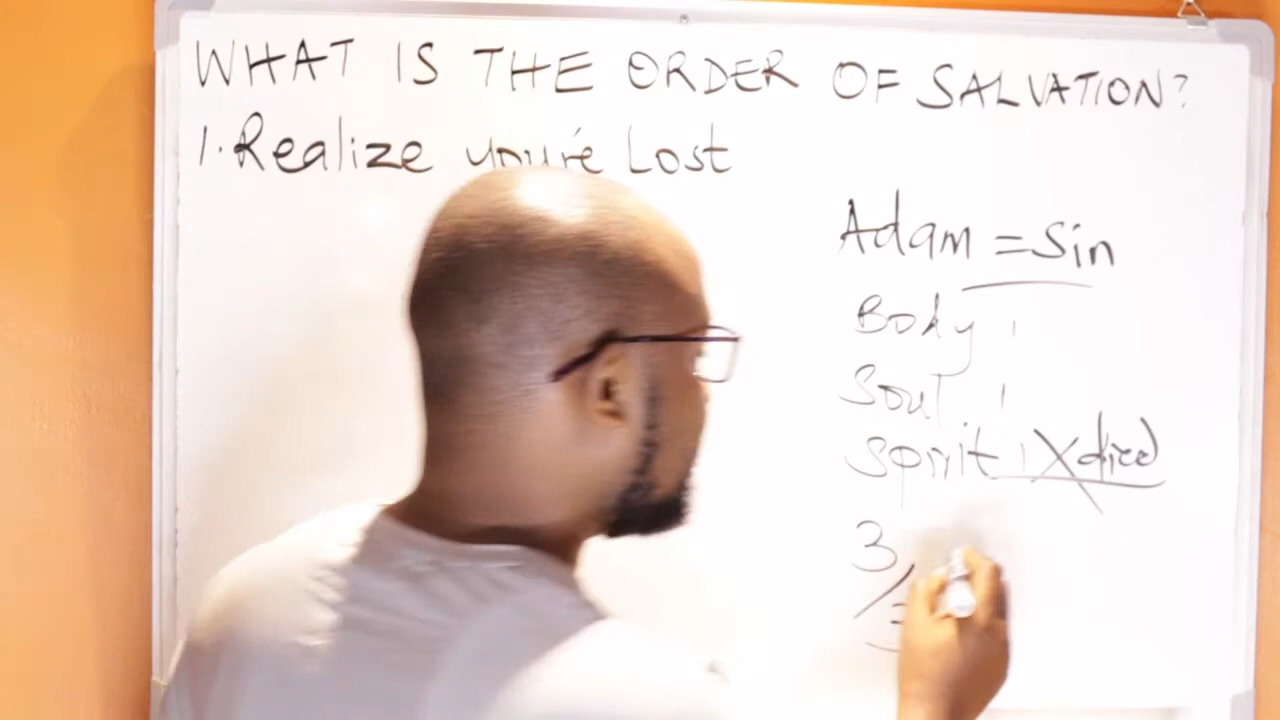 WHAT IS THE ORDER OF SALVATION?
1. Realize you're Lost
Adam = Sin
Body
Soul
Spirit X died
3